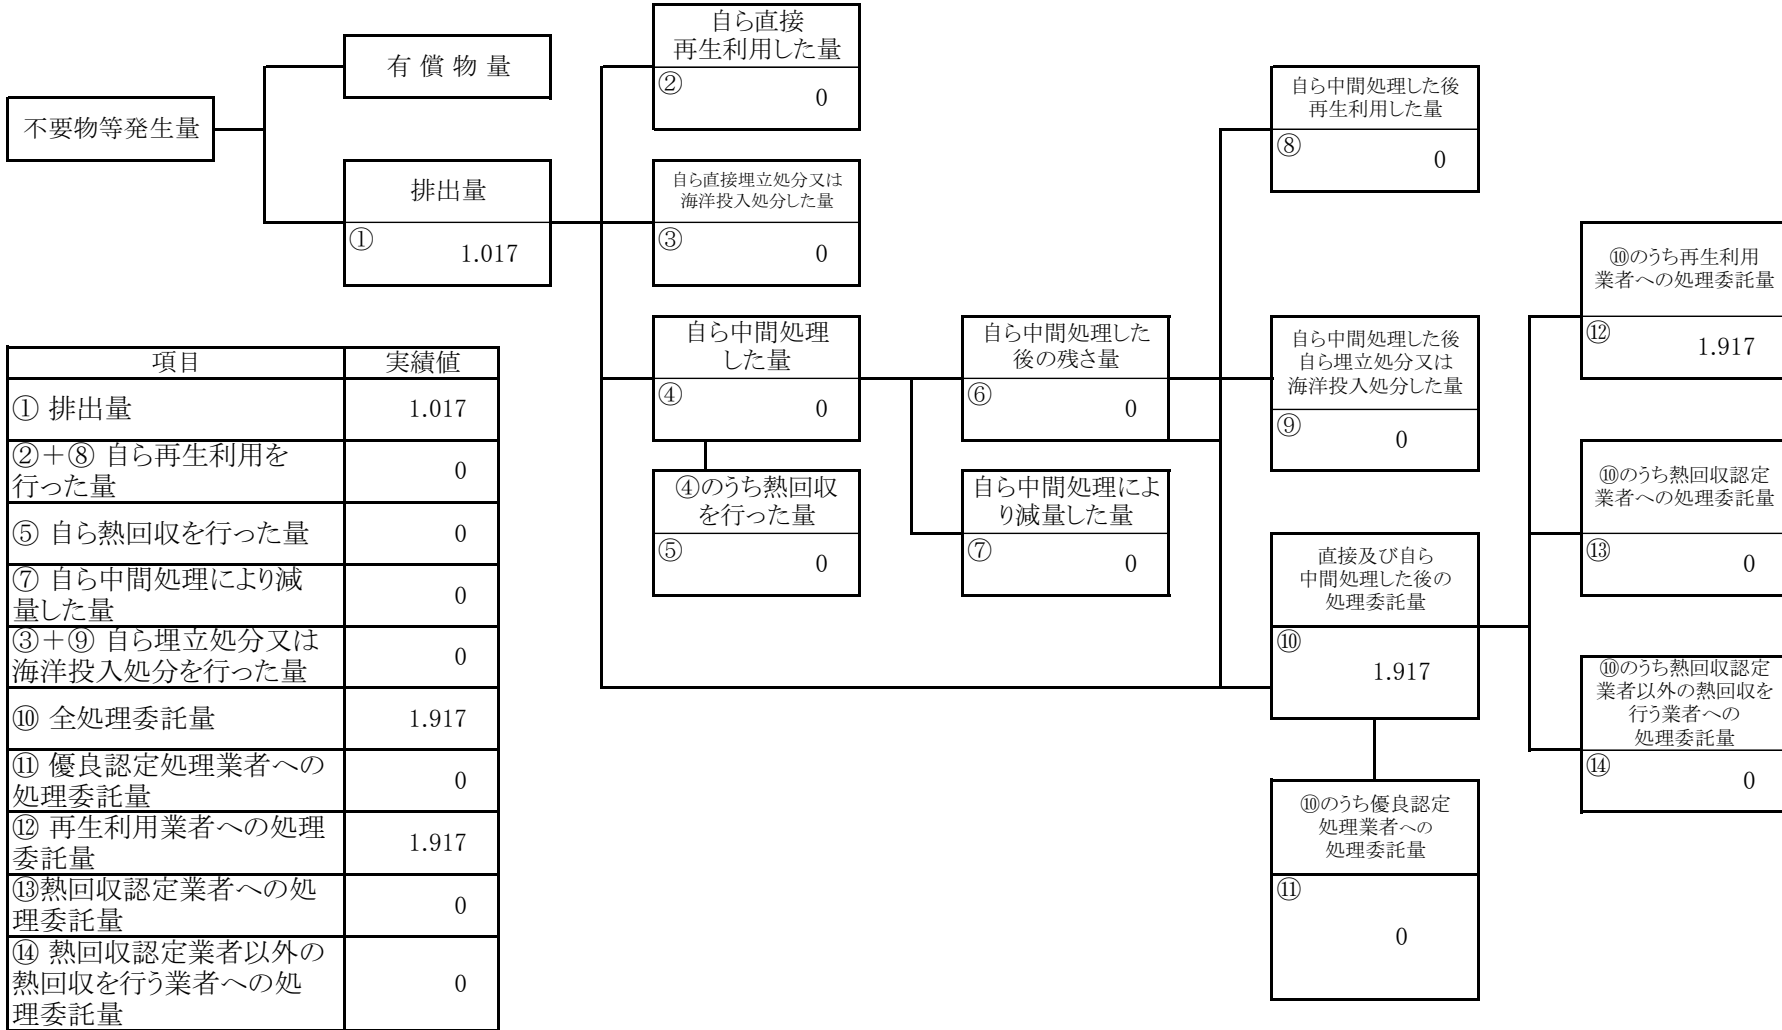 不要物等発生量
有 償 物 量
排出量
①
1.017
自ら直接
再生利用した量
②
0
自ら直接埋立処分又は
海洋投入処分した量
③
0
自ら中間処理
した量
④
0
④のうち熱回収
を行った量
⑤
0
自ら中間処理した
後の残さ量
⑥
0
自ら中間処理によ
り減量した量
⑦
0
自ら中間処理した後
再生利用した量
⑧
0
自ら中間処理した後
自ら埋立処分又は
海洋投入処分した量
⑨
0
直接及び自ら
中間処理した後の
処理委託量
⑩
1.917
⑩のうち優良認定
処理業者への
処理委託量
⑪
0
⑩のうち再生利用
業者への処理委託量
⑫
1.917
⑩のうち熱回収認定
業者への処理委託量
⑬
0
⑩のうち熱回収認定
業者以外の熱回収を
行う業者への
処理委託量
⑭
0
項目 実績値
① 排出量 1.017
②＋⑧ 自ら再生利用を
行った量 0
⑤ 自ら熱回収を行った量 0
⑦ 自ら中間処理により減
量した量 0
③＋⑨ 自ら埋立処分又は
海洋投入処分を行った量 0
⑩ 全処理委託量 1.917
⑪ 優良認定処理業者への
処理委託量 0
⑫ 再生利用業者への処理
委託量 1.917
⑬熱回収認定業者への処
理委託量 0
⑭ 熱回収認定業者以外の
熱回収を行う業者への処
理委託量 0